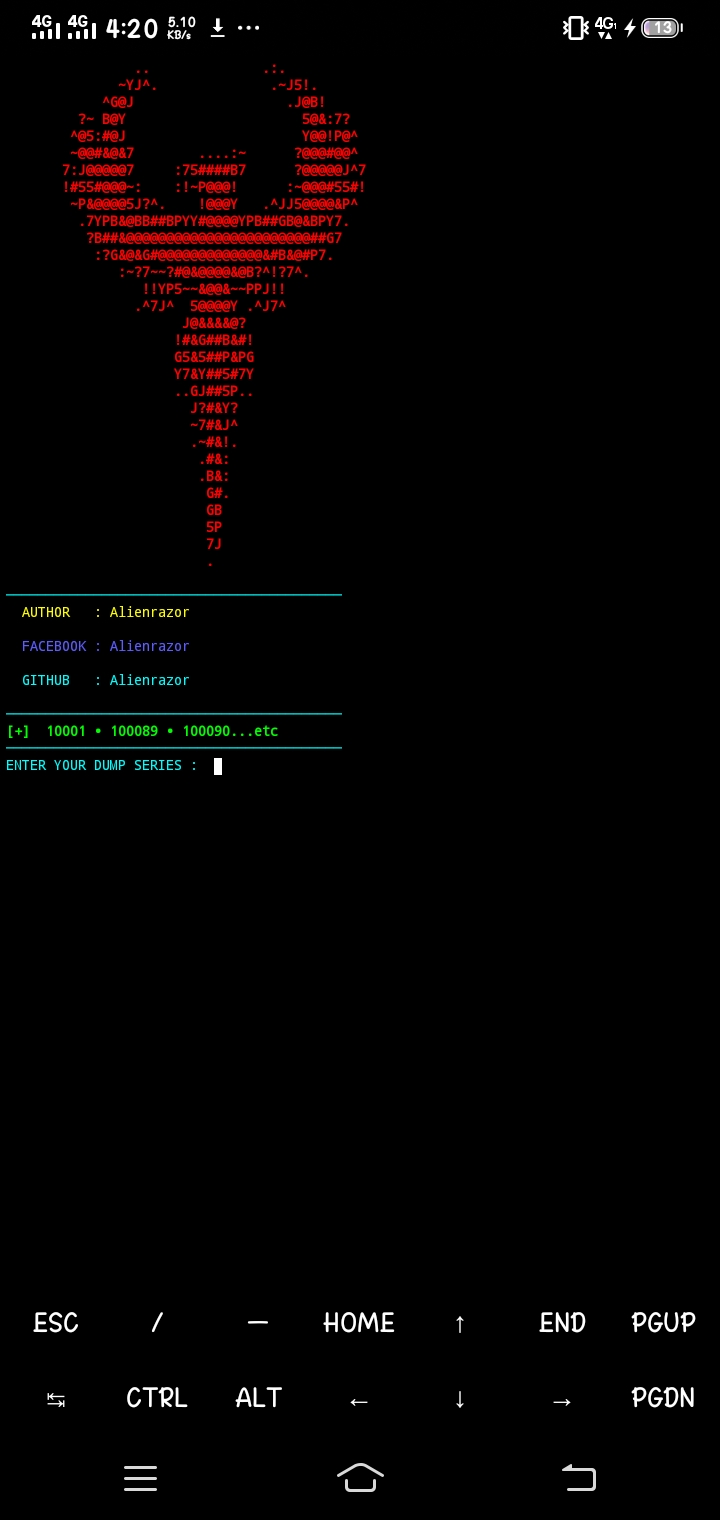 4G 4G 4:20 5.10 KB/s ... 4G 13
            ..              .:.
          ~YJ^.              .~J5!.
        ^G@J                   .J@B!
     ?~ B@Y                      5@&:7?
    ^@5:#@J                      Y@@!P@^
    ~@@#&@&7        ....:~      ?@@@#@@^
   7:J@@@@@7     :75####B7      ?@@@@@J^7
   !#55#@@@~:    :!~P@@@!      :~@@@#55#!
    ~P&@@@@5J?^.    !@@@Y   .^JJ5@@@@&P^
     .7YPB&@BB##BPYY#@@@@YPB##GB@&BPY7.
      ?B##&@@@@@@@@@@@@@@@@@@@@@@@##G7
       :?G&@&G#@@@@@@@@@@@@@&#B&@#P7.
          :~?7~~?#@&@@@@&@B?^!?7^.
             !!YP5~~&@@&~~PPJ!!
            .^7J^  5@@@@Y .^J7^
                  J@&&&&@?
                 !#&G##B&#!
                 G5&5##P&PG
                 Y7&Y##5#7Y
                 ..GJ##5P..
                   J?#&Y?
                   ~7#&J^
                   .~#&!.
                    .#&:
                    .B&:
                     G#.
                     GB
                     5P
                     7J
                     .
AUTHOR : Alienrazor
FACEBOOK : Alienrazor
GITHUB : Alienrazor
[+] 10001 • 100089 • 100090...etc
ENTER YOUR DUMP SERIES :
ESC / — HOME ↑ END PGUP
↹ CTRL ALT ← ↓ → PGDN